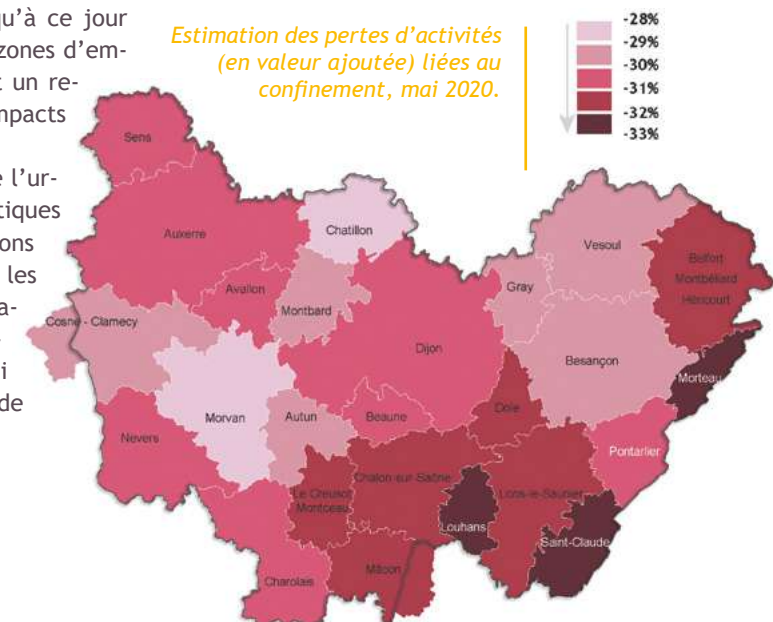 qu'à ce jour
zones d'em-
t un re-
mpacts
e l'ur-
tiques
ons
les
a-
-
i
de
Estimation des pertes d'activités
(en valeur ajoutée) liées au
confinement, mai 2020.
-28%
-29%
-30%
-31%
-32%
-33%
Sens
Auxerre
Chatillon
Vesoul
Belfort
Montbéliard
Héricourt
Avallon
Montbard
Gray
Cosne - Clamecy
Dijon
Besançon
Morteau
Morvan
Autun
Beaune
Dole
Nevers
Pontarlier
Le Creusot
Montceau
Chalon-sur-Saône
Lons-le-Saunier
Louhans
Saint-Claude
Mâcon
Charolais